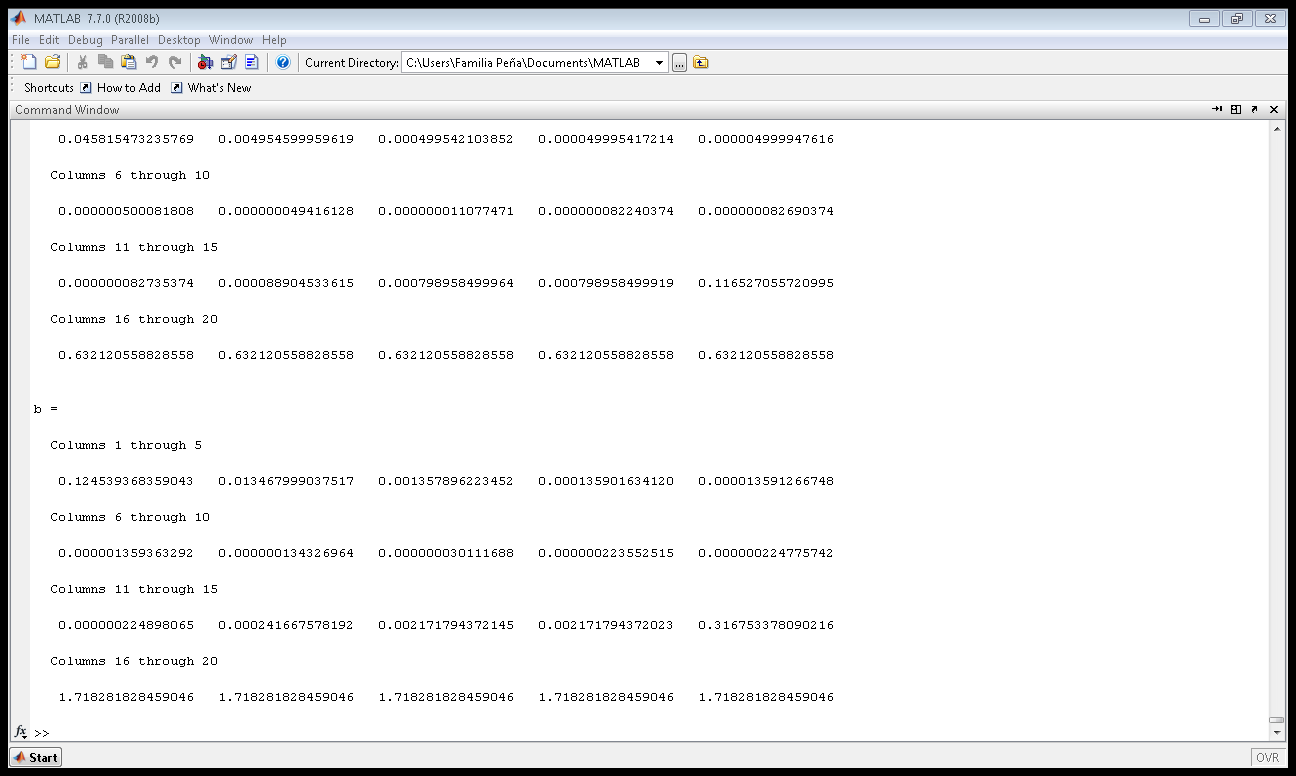 MATLAB 7.7.0 (R2008b)
File Edit Debug Parallel Desktop Window Help
Current Directory: C:\Users\Familia Peña\Documents\MATLAB ...
Shortcuts How to Add What's New
Command Window
0.045815473235769 0.004954599959619 0.000499542103852 0.000049995417214 0.000004999947616
Columns 6 through 10
0.000000500081808 0.000000049416128 0.000000011077471 0.000000082240374 0.000000082690374
Columns 11 through 15
0.000000082735374 0.000088904533615 0.000798958499964 0.000798958499919 0.116527055720995
Columns 16 through 20
0.632120558828558 0.632120558828558 0.632120558828558 0.632120558828558 0.632120558828558
b =
Columns 1 through 5
0.124539368359043 0.013467999037517 0.001357896223452 0.000135901634120 0.000013591266748
Columns 6 through 10
0.000001359363292 0.000000134326964 0.000000030111688 0.000000223552515 0.000000224775742
Columns 11 through 15
0.000000224898065 0.000241667578192 0.002171794372145 0.002171794372023 0.316753378090216
Columns 16 through 20
1.718281828459046 1.718281828459046 1.718281828459046 1.718281828459046 1.718281828459046
fx >>
Start
OVR